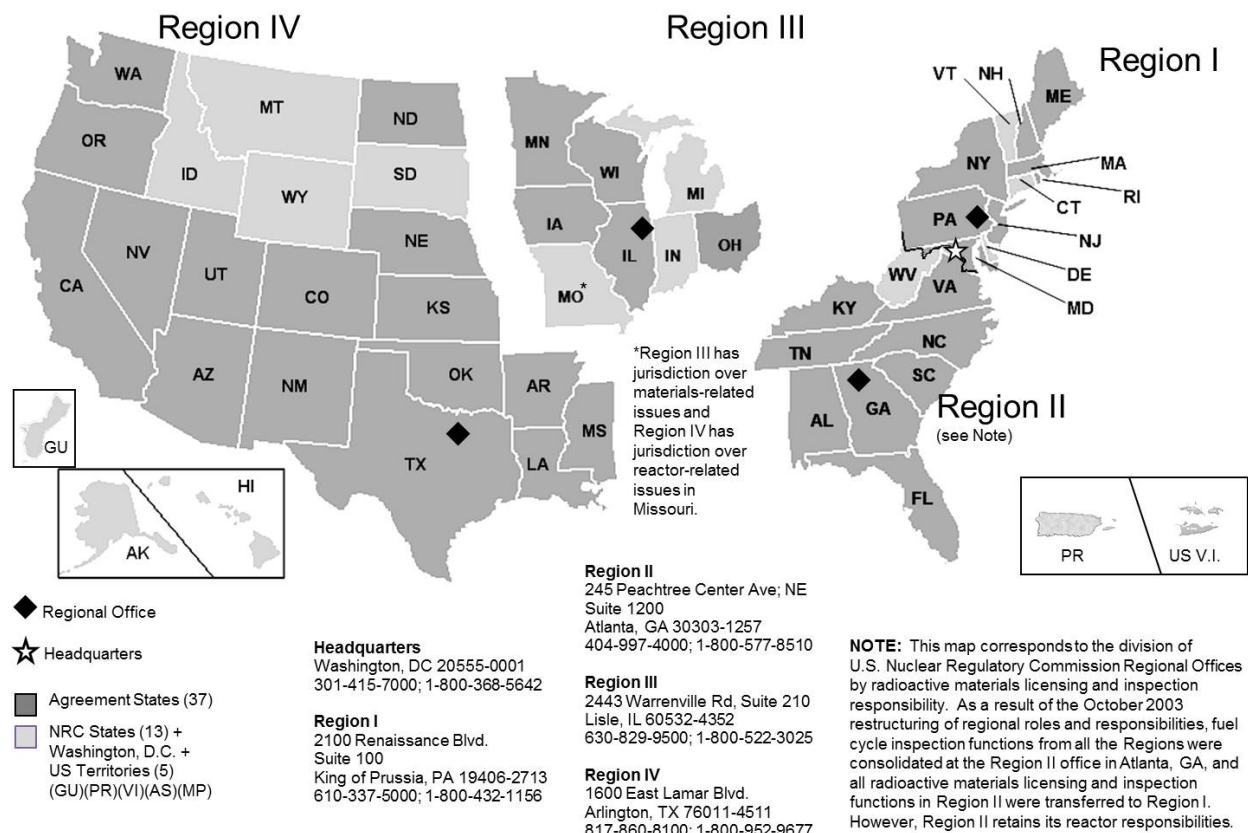 Region IV
Region III
Region I
WA
MT
ND
OR
ID
SD
WY
NE
NV
UT
CA
CO
KS
AZ
NM
OK
TX
AR
LA
MS
MN
WI
MI
IA
IL
IN
OH
MO*
VT
NH
ME
NY
MA
RI
CT
PA
NJ
DE
MD
WV
VA
KY
NC
TN
SC
AL
GA
FL
Region II
(see Note)
*Region III has
jurisdiction over
materials-related
issues and
Region IV has
jurisdiction over
reactor-related
issues in
Missouri.
GU
HI
AK
PR
US V.I.
Regional Office
Headquarters
Agreement States (37)
NRC States (13) +
Washington, D.C. +
US Territories (5)
(GU)(PR)(VI)(AS)(MP)
Headquarters
Washington, DC 20555-0001
301-415-7000; 1-800-368-5642
Region I
2100 Renaissance Blvd.
Suite 100
King of Prussia, PA 19406-2713
610-337-5000; 1-800-432-1156
Region II
245 Peachtree Center Ave; NE
Suite 1200
Atlanta, GA 30303-1257
404-997-4000; 1-800-577-8510
Region III
2443 Warrenville Rd, Suite 210
Lisle, IL 60532-4352
630-829-9500; 1-800-522-3025
Region IV
1600 East Lamar Blvd.
Arlington, TX 76011-4511
817-860-8100; 1-800-952-9677
NOTE: This map corresponds to the division of
U.S. Nuclear Regulatory Commission Regional Offices
by radioactive materials licensing and inspection
responsibility. As a result of the October 2003
restructuring of regional roles and responsibilities, fuel
cycle inspection functions from all the Regions were
consolidated at the Region II office in Atlanta, GA, and
all radioactive materials licensing and inspection
functions in Region II were transferred to Region I.
However, Region II retains its reactor responsibilities.